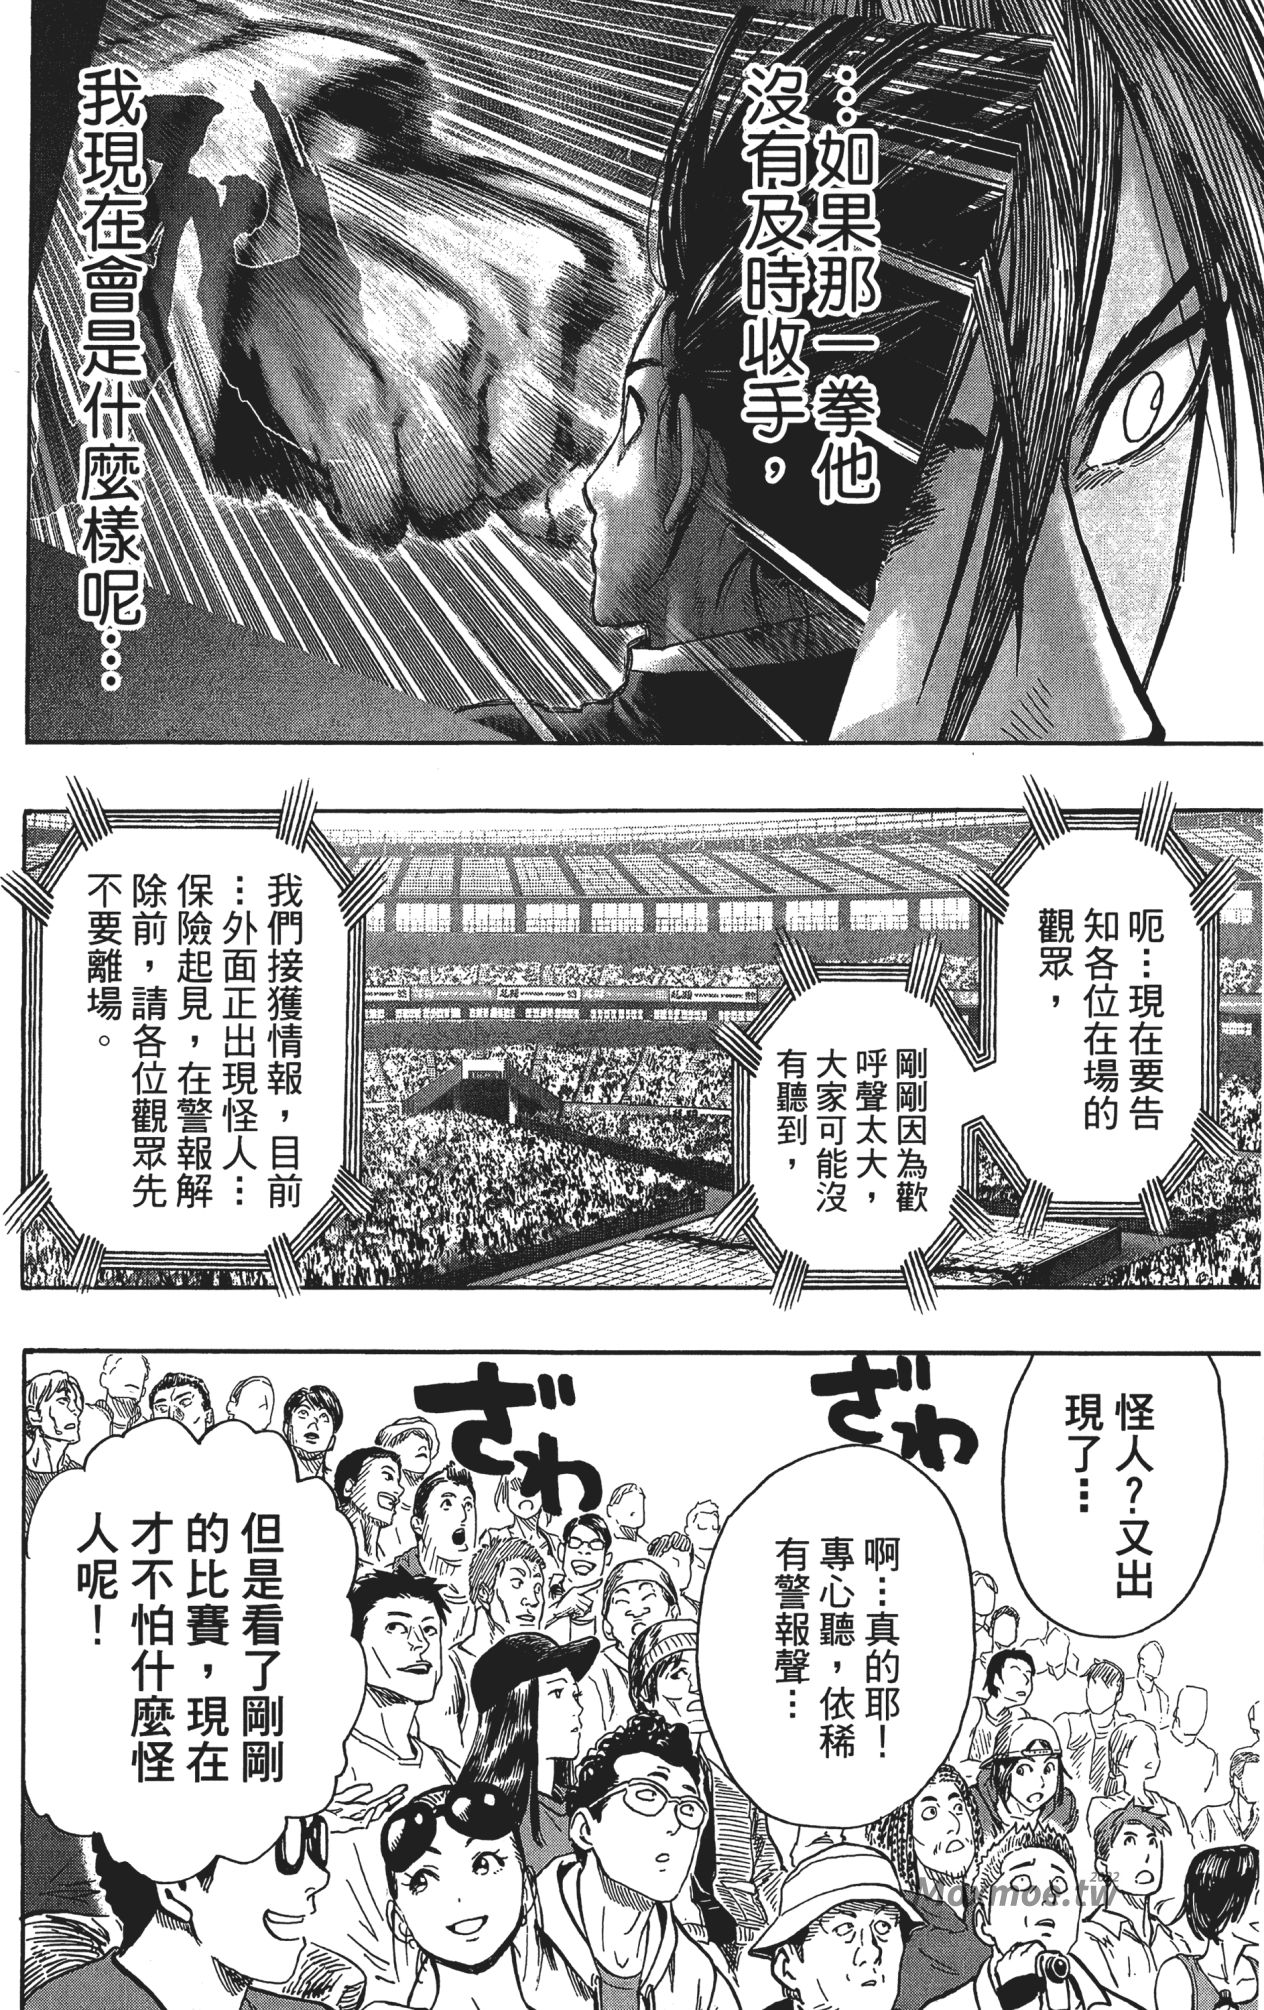 …如果那一拳他
沒有及時收手，
我現在會是什麼樣呢…
呃…現在要告
知各位在場的
觀眾，
剛剛因為歡
呼聲太大，
大家可能沒
有聽到，
我們接獲情報，目前
…外面正出現怪人…
保險起見，在警報解
除前，請各位觀眾先
不要離場。
怪人？又出
現了…
ざわ
啊…真的耶！
專心聽，依稀
有警報聲…
ざわ
但是看了剛剛
的比賽，現在
才不怕什麼怪
人呢！
Moxmoe.tw